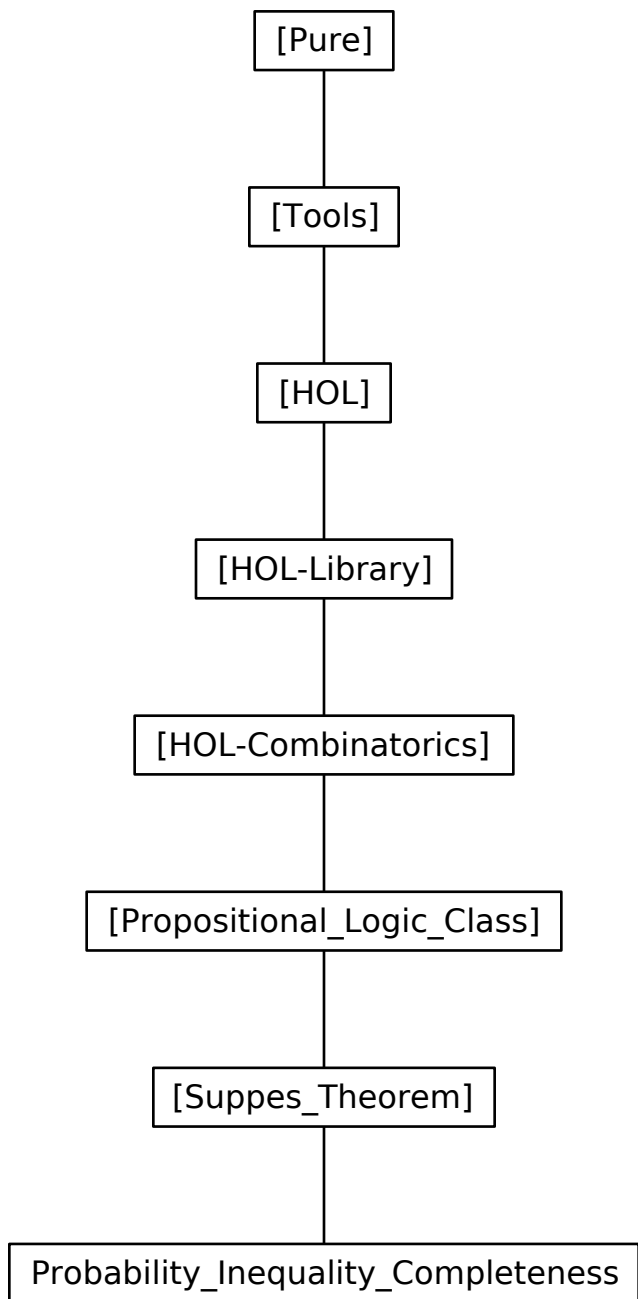 [Pure]
[Tools]
[HOL]
[HOL-Library]
[HOL-Combinatorics]
[Propositional_Logic_Class]
[Suppes_Theorem]
Probability_Inequality_Completeness